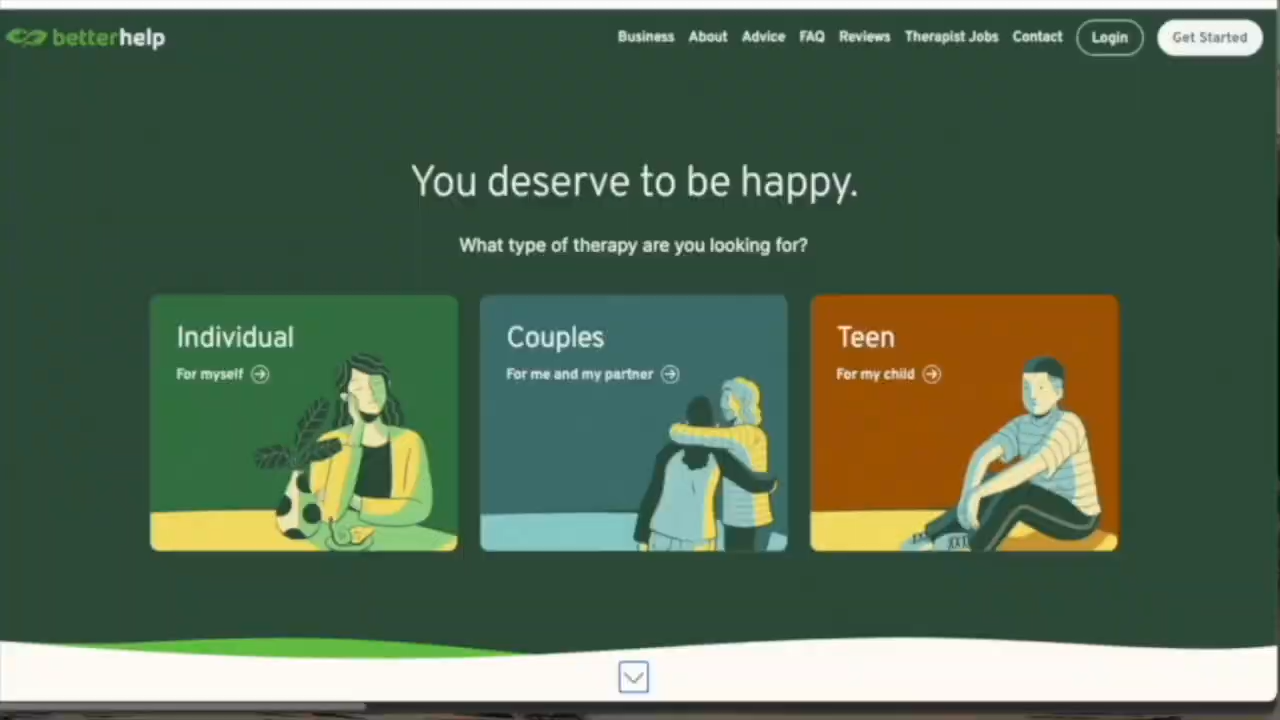 betterhelp
Business About Advice FAQ Reviews Therapist Jobs Contact Login Get Started
You deserve to be happy.
What type of therapy are you looking for?
Individual
For myself
Couples
For me and my partner
Teen
For my child